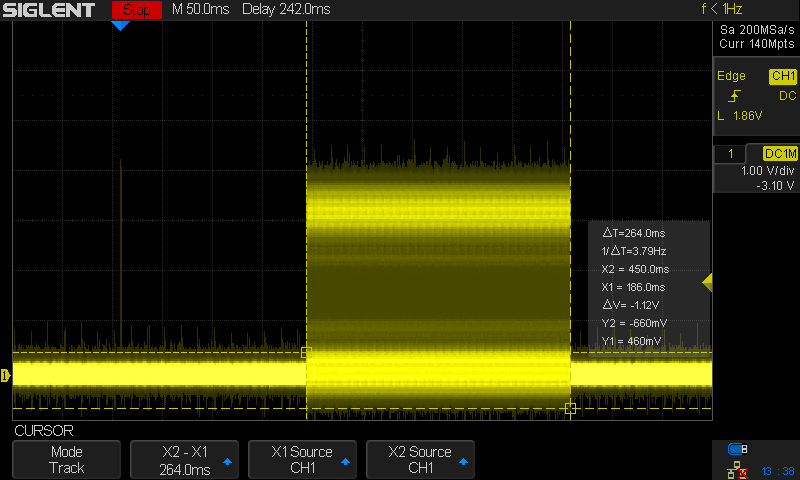 SIGLENT Stop M 50.0ms Delay 242.0ms f < 1Hz
Sa 200MSa/s
Curr 140Mpts
Edge CH1
DC
L 1.86V
1 DC1M
1.00 V/div
-3.10 V
△T=264.0ms
1/△T=3.79Hz
X2 = 450.0ms
X1 = 186.0ms
△V= -1.12V
Y2 = -660mV
Y1 = 460mV
1
CURSOR
Mode
Track
X2 - X1
264.0ms
X1 Source
CH1
X2 Source
CH1
13 : 38